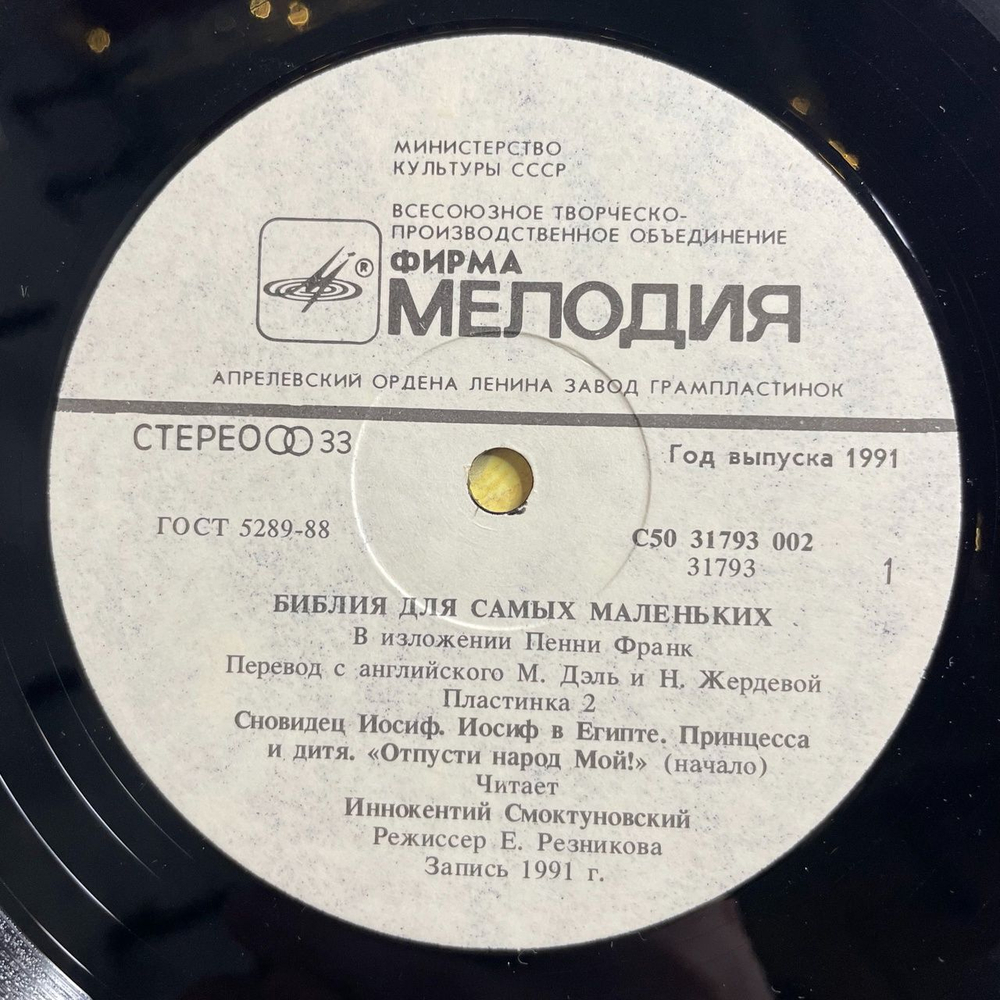 МИНИСТЕРСТВО
КУЛЬТУРЫ СССР
ВСЕСОЮЗНОЕ ТВОРЧЕСКО-
ПРОИЗВОДСТВЕННОЕ ОБЪЕДИНЕНИЕ
ФИРМА
® МЕЛОДИЯ
АПРЕЛЕВСКИЙ ОРДЕНА ЛЕНИНА ЗАВОД ГРАМПЛАСТИНОК
СТЕРЕО 33
Год выпуска 1991
ГОСТ 5289-88
С50 31793 002
31793
1
БИБЛИЯ ДЛЯ САМЫХ МАЛЕНЬКИХ
В изложении Пенни Франк
Перевод с английского М. Дэль и Н. Жердевой
Пластинка 2
Сновидец Иосиф. Иосиф в Египте. Принцесса
и дитя. «Отпусти народ Мой!» (начало)
Читает
Иннокентий Смоктуновский
Режиссер Е. Резникова
Запись 1991 г.